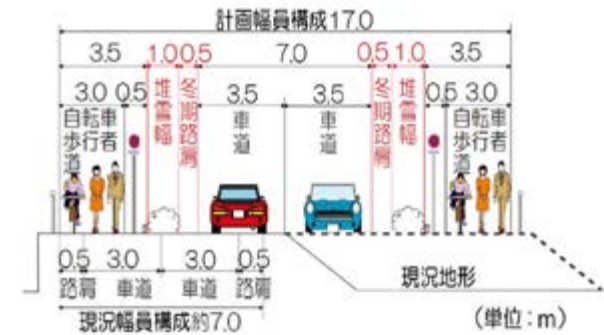 計画幅員構成17.0
3.5 1.0 0.5 7.0 0.5 1.0 3.5
3.0 0.5 堆雪幅 冬期路肩 3.5 3.5 冬期路肩 堆雪幅 0.5 3.0
自転車歩行者道 車道 車道 自転車歩行者道
0.5 3.0 3.0 0.5
路肩 車道 車道 路肩
現況地形
現況幅員構成約7.0
(単位:m)